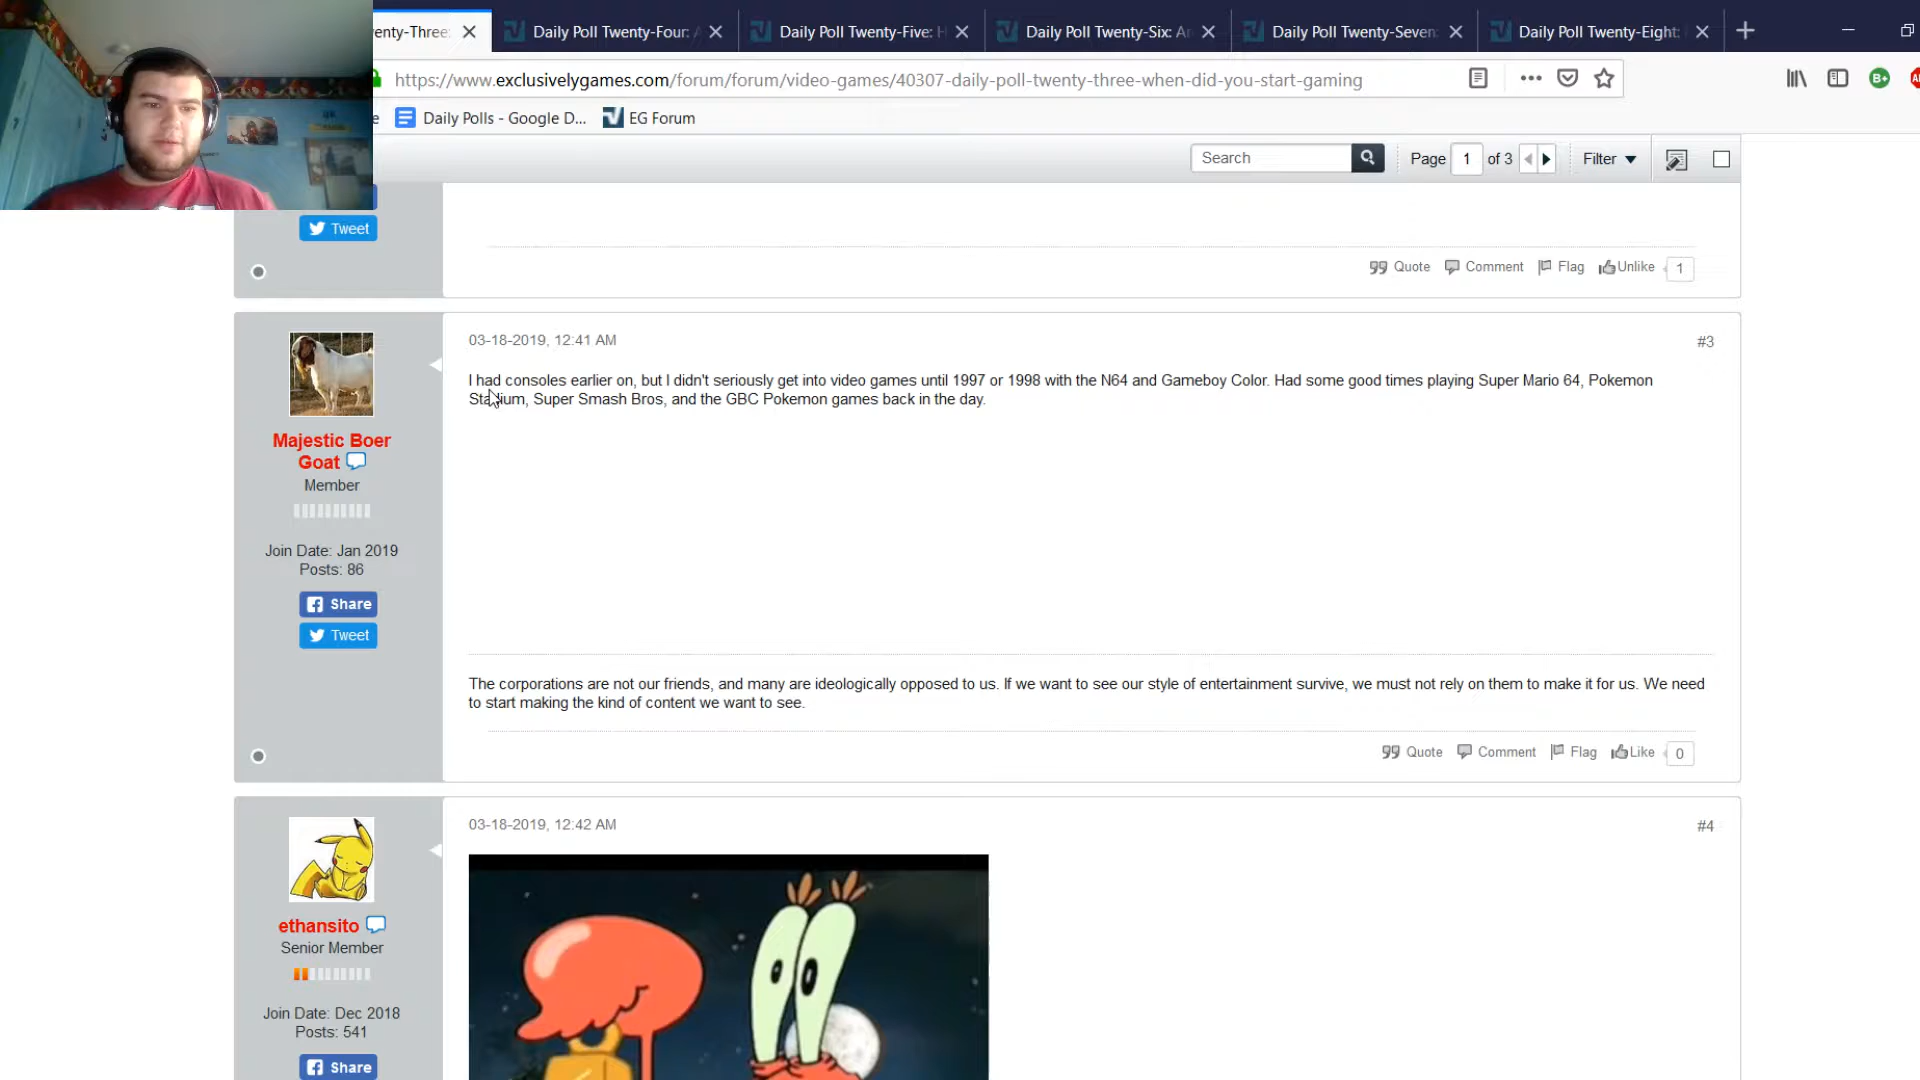 enty-Three:
Daily Poll Twenty-Four: A
Daily Poll Twenty-Five: H
Daily Poll Twenty-Six: Ar
Daily Poll Twenty-Seven:
Daily Poll Twenty-Eight:
https://www.exclusivelygames.com/forum/forum/video-games/40307-daily-poll-twenty-three-when-did-you-start-gaming
e Daily Polls - Google D... EG Forum
Search
Page 1 of 3 Filter
Tweet
Quote Comment Flag Unlike 1
03-18-2019, 12:41 AM
#3
I had consoles earlier on, but I didn't seriously get into video games until 1997 or 1998 with the N64 and Gameboy Color. Had some good times playing Super Mario 64, Pokemon
Stadium, Super Smash Bros, and the GBC Pokemon games back in the day.
Majestic Boer
Goat
Member
Join Date: Jan 2019
Posts: 86
Share
Tweet
The corporations are not our friends, and many are ideologically opposed to us. If we want to see our style of entertainment survive, we must not rely on them to make it for us. We need
to start making the kind of content we want to see.
Quote Comment Flag Like 0
03-18-2019, 12:42 AM
#4
ethansito
Senior Member
Join Date: Dec 2018
Posts: 541
Share